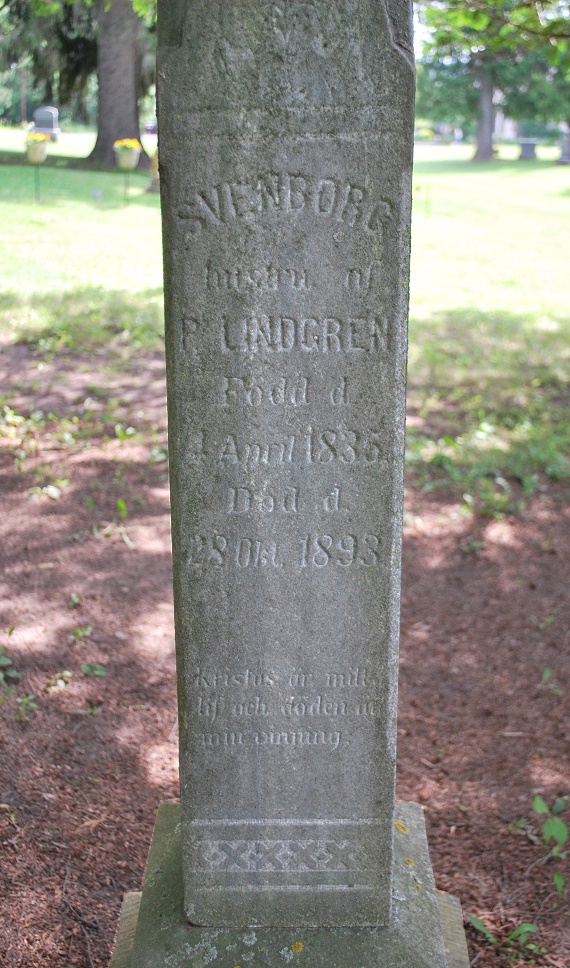 SVENBORG
hustru af
P LINDGREN
Född d.
4 April 1835
Död d.
28 Okt. 1893
Kristus är mitt
lif och döden är
min vinning.